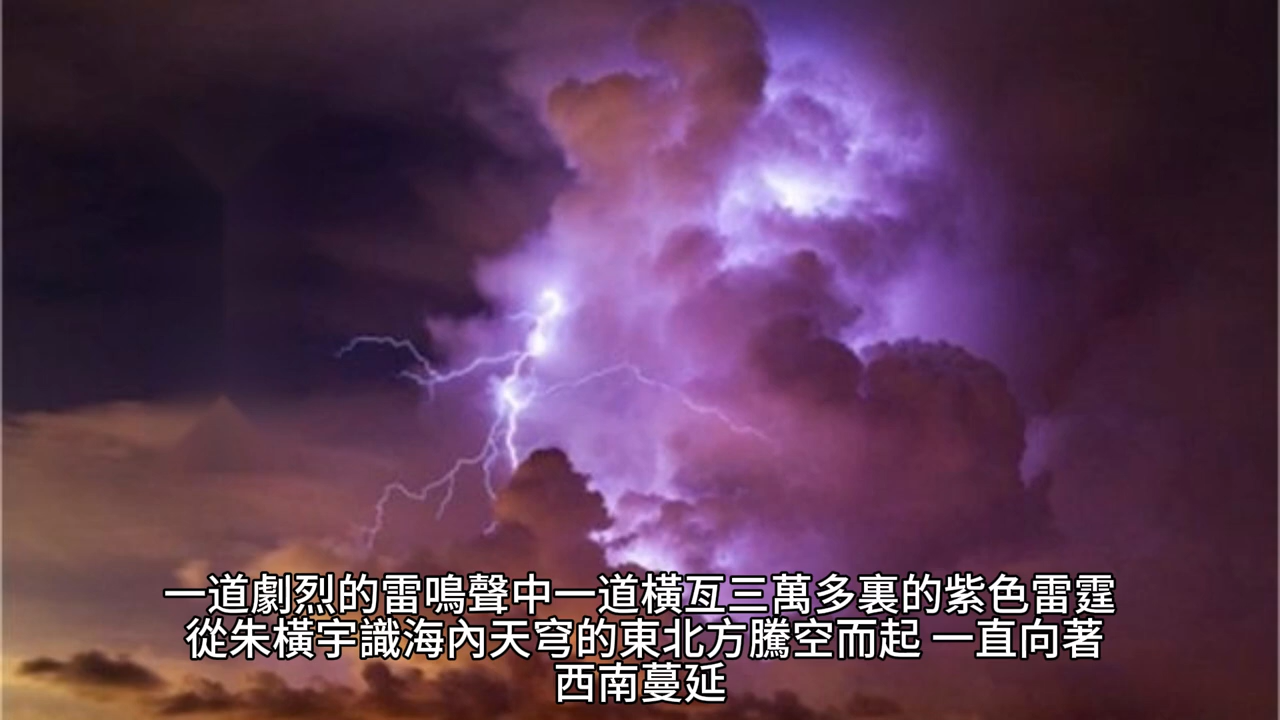 一道劇烈的雷鳴聲中一道橫亙三萬多裏的紫色雷霆
從朱橫宇識海內天穹的東北方騰空而起 一直向著
西南蔓延